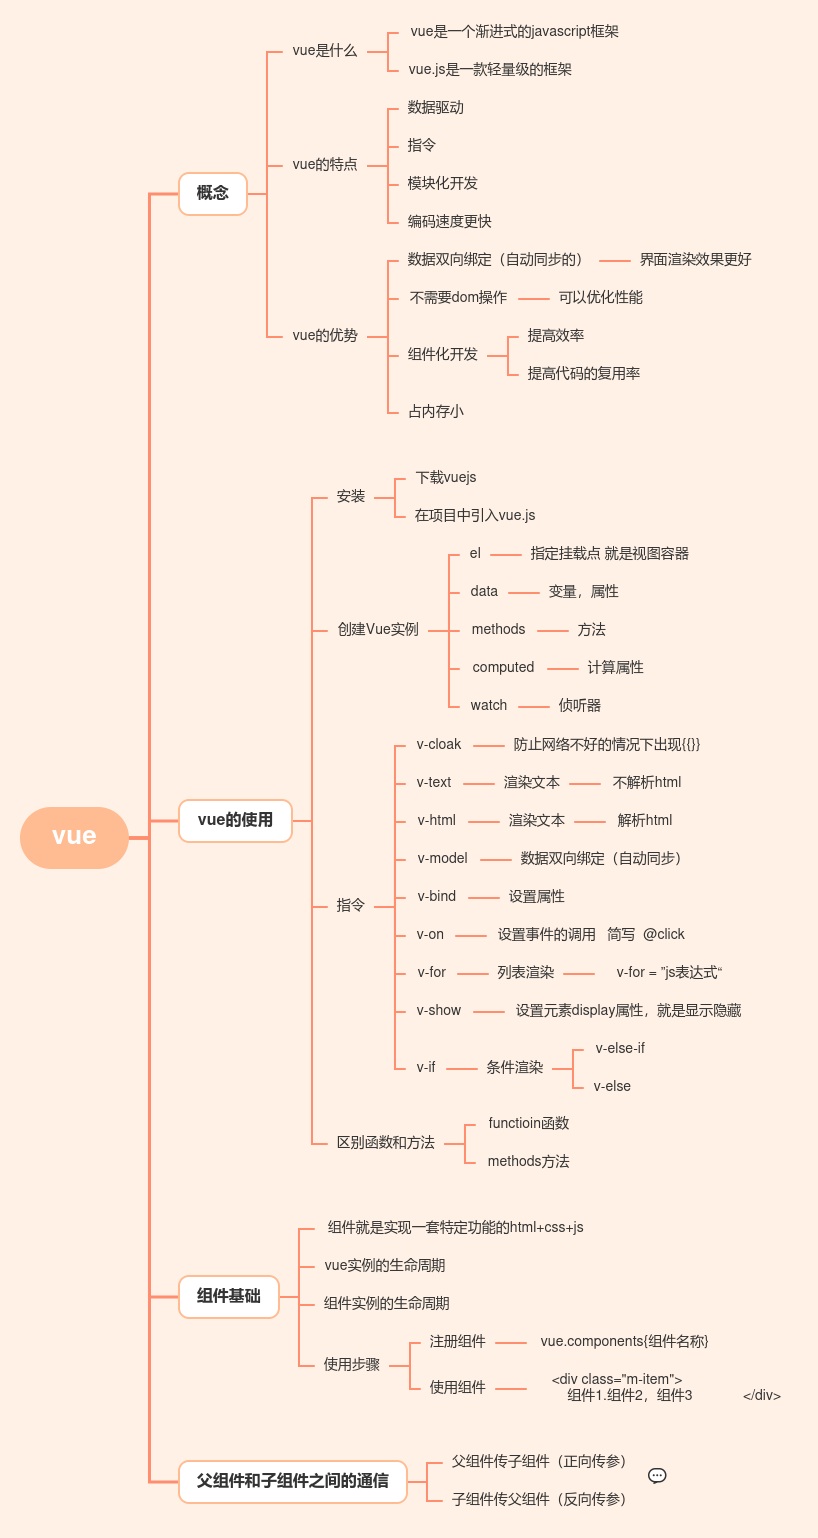 vue
概念
vue是什么
vue是一个渐进式的javascript框架
vue.js是一款轻量级的框架
vue的特点
数据驱动
指令
模块化开发
编码速度更快
vue的优势
数据双向绑定（自动同步的）
界面渲染效果更好
不需要dom操作
可以优化性能
组件化开发
提高效率
提高代码的复用率
占内存小
vue的使用
安装
下载vuejs
在项目中引入vue.js
创建Vue实例
el
指定挂载点 就是视图容器
data
变量，属性
methods
方法
computed
计算属性
watch
侦听器
指令
v-cloak
防止网络不好的情况下出现{{}}
v-text
渲染文本
不解析html
v-html
渲染文本
解析html
v-model
数据双向绑定（自动同步）
v-bind
设置属性
v-on
设置事件的调用   简写  @click
v-for
列表渲染
v-for = ”js表达式“
v-show
设置元素display属性，就是显示隐藏
v-if
条件渲染
v-else-if
v-else
区别函数和方法
functioin函数
methods方法
组件基础
组件就是实现一套特定功能的html+css+js
vue实例的生命周期
组件实例的生命周期
使用步骤
注册组件
vue.components{组件名称}
使用组件
<div class="m-item">
组件1.组件2，组件3             </div>
父组件和子组件之间的通信
父组件传子组件（正向传参）
子组件传父组件（反向传参）